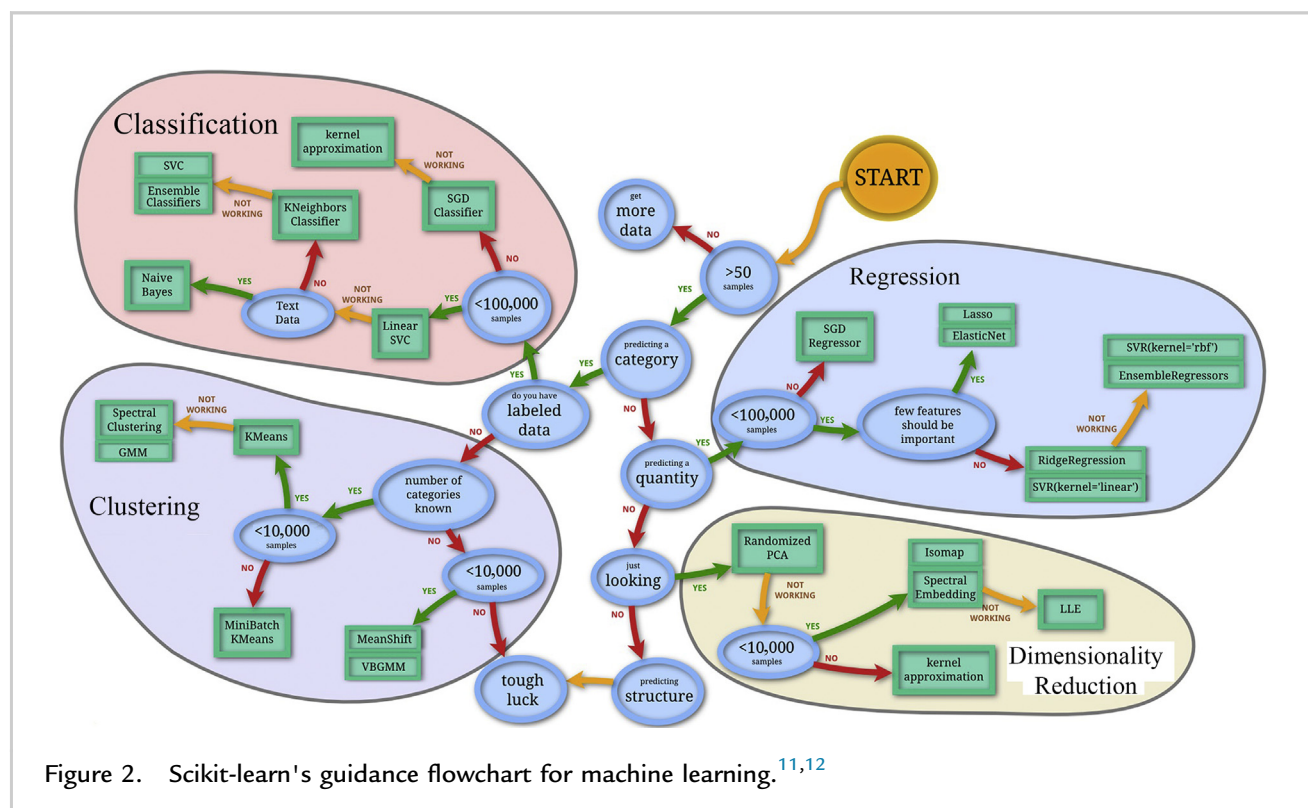 Classification
kernel
approximation
NOT
WORKING
SVC
Ensemble
Classifiers
NOT
WORKING
KNeighbors
Classifier
SGD
Classifier
NO
NO
Naive
Bayes
YES
Text
Data
NOT
WORKING
Linear
SVC
YES
<100,000
samples
START
get
more
data
NO
>50
samples
YES
predicting a
category
YES
NO
do you have
labeled
data
YES
NO
predicting a
quantity
YES
NO
just
looking
YES
NO
predicting
structure
tough
luck
Regression
SGD
Regressor
NO
<100,000
samples
YES
Lasso
ElasticNet
YES
few features
should be
important
NO
SVR(kernel='rbf')
EnsembleRegressors
NOT
WORKING
RidgeRegression
SVR(kernel='linear')
Clustering
Spectral
Clustering
GMM
NOT
WORKING
KMeans
YES
<10,000
samples
NO
MiniBatch
KMeans
YES
number of
categories
known
NO
<10,000
samples
YES
NO
MeanShift
VBGMM
Randomized
PCA
NOT
WORKING
<10,000
samples
YES
NO
Isomap
Spectral
Embedding
NOT
WORKING
LLE
kernel
approximation
Dimensionality
Reduction
Figure 2. Scikit-learn's guidance flowchart for machine learning.11,12